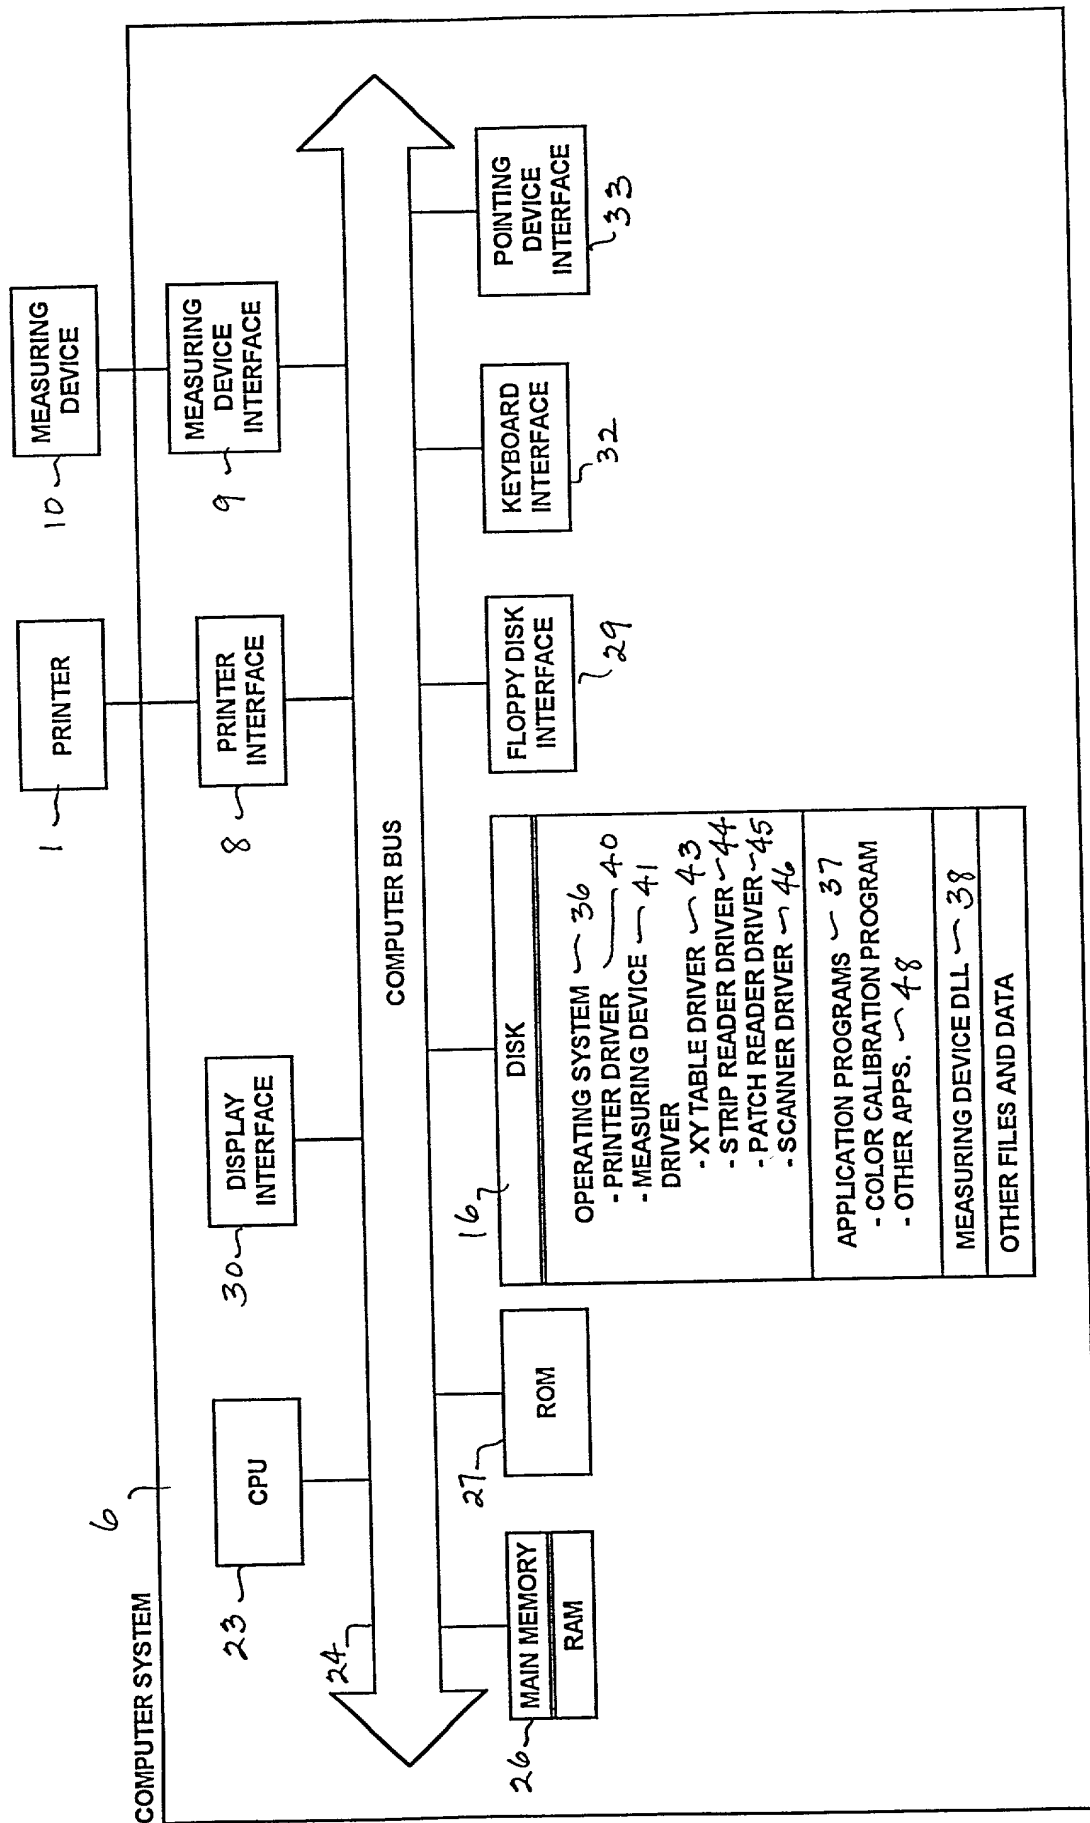 COMPUTER SYSTEM
6
1
PRINTER
10
MEASURING
DEVICE
23
CPU
30
DISPLAY
INTERFACE
8
PRINTER
INTERFACE
9
MEASURING
DEVICE
INTERFACE
24
COMPUTER BUS
26
MAIN MEMORY
RAM
27
ROM
16
DISK
OPERATING SYSTEM 36
- PRINTER DRIVER 40
- MEASURING DEVICE 41
DRIVER
- XY TABLE DRIVER 43
- STRIP READER DRIVER 44
- PATCH READER DRIVER 45
- SCANNER DRIVER 46
APPLICATION PROGRAMS 37
- COLOR CALIBRATION PROGRAM
- OTHER APPS. 48
MEASURING DEVICE DLL 38
OTHER FILES AND DATA
FLOPPY DISK
INTERFACE
29
KEYBOARD
INTERFACE
32
POINTING
DEVICE
INTERFACE
33